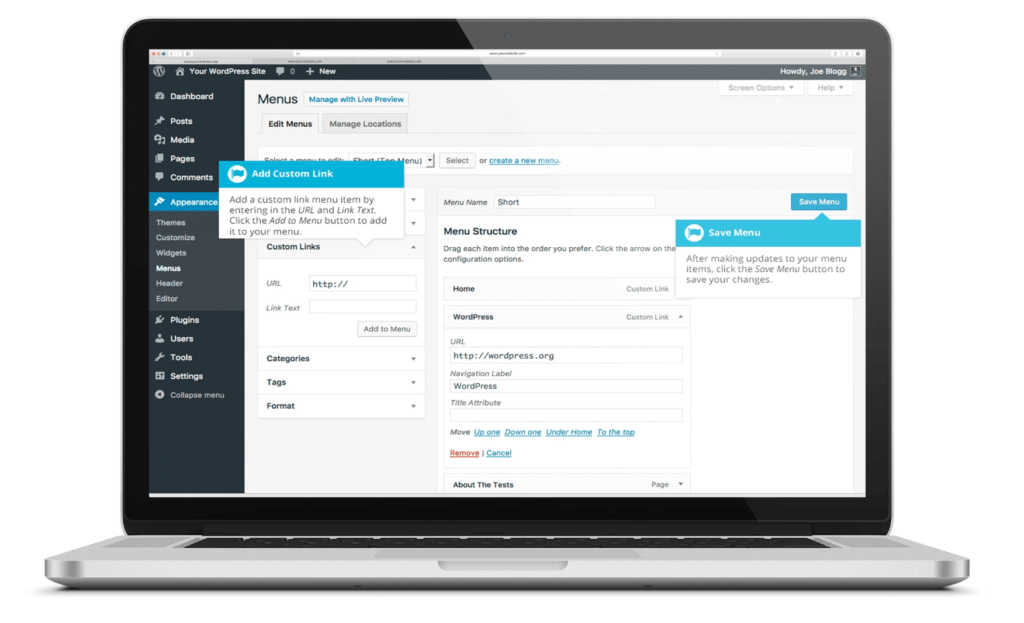 www.yourwebsite.com
Your WordPress Site 0 + New Howdy, Joe Blogg
Screen Options ▼ Help ▼
Dashboard
Posts
Media
Pages
Comments
Appearance
Themes
Customize
Widgets
Menus
Header
Editor
Plugins
Users
Tools
Settings
Collapse menu
Menus Manage with Live Preview
Edit Menus Manage Locations
Select a menu to edit: Short (Top Menu) Select or create a new menu.
Add Custom Link
Add a custom link menu item by
entering in the URL and Link Text.
Click the Add to Menu button to add
it to your menu.
Custom Links
URL http://
Link Text
Add to Menu
Categories
Tags
Format
Menu Name Short Save Menu
Menu Structure
Drag each item into the order you prefer. Click the arrow on the
configuration options.
Save Menu
After making updates to your menu
items, click the Save Menu button to
save your changes.
Home Custom Link
WordPress Custom Link
URL
http://wordpress.org
Navigation Label
WordPress
Title Attribute
Move Up one Down one Under Home To the top
Remove | Cancel
About The Tests Page